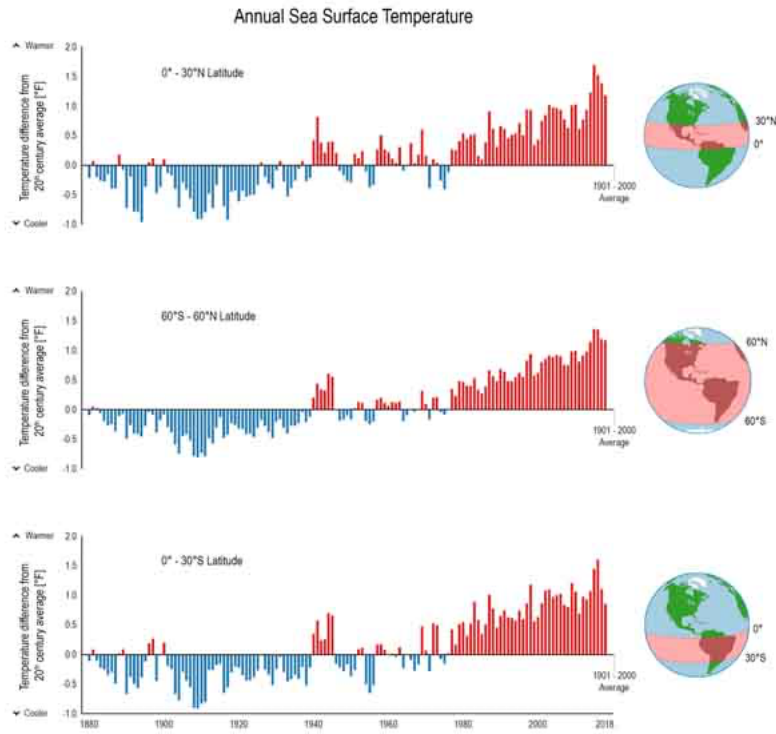 Annual Sea Surface Temperature
Warmer
Temperature difference from
20th century average [°F]
Cooler
2.0
1.5
1.0
0.5
0.0
-0.5
-1.0
0° - 30°N Latitude
1901 - 2000
Average
30°N
0°
Warmer
Temperature difference from
20th century average [°F]
Cooler
2.0
1.5
1.0
0.5
0.0
-0.5
-1.0
60°S - 60°N Latitude
1901 - 2000
Average
60°N
60°S
Warmer
Temperature difference from
20th century average [°F]
Cooler
2.0
1.5
1.0
0.5
0.0
-0.5
-1.0
0° - 30°S Latitude
1901 - 2000
Average
0°
30°S
1880 1900 1920 1940 1960 1980 2000 2018